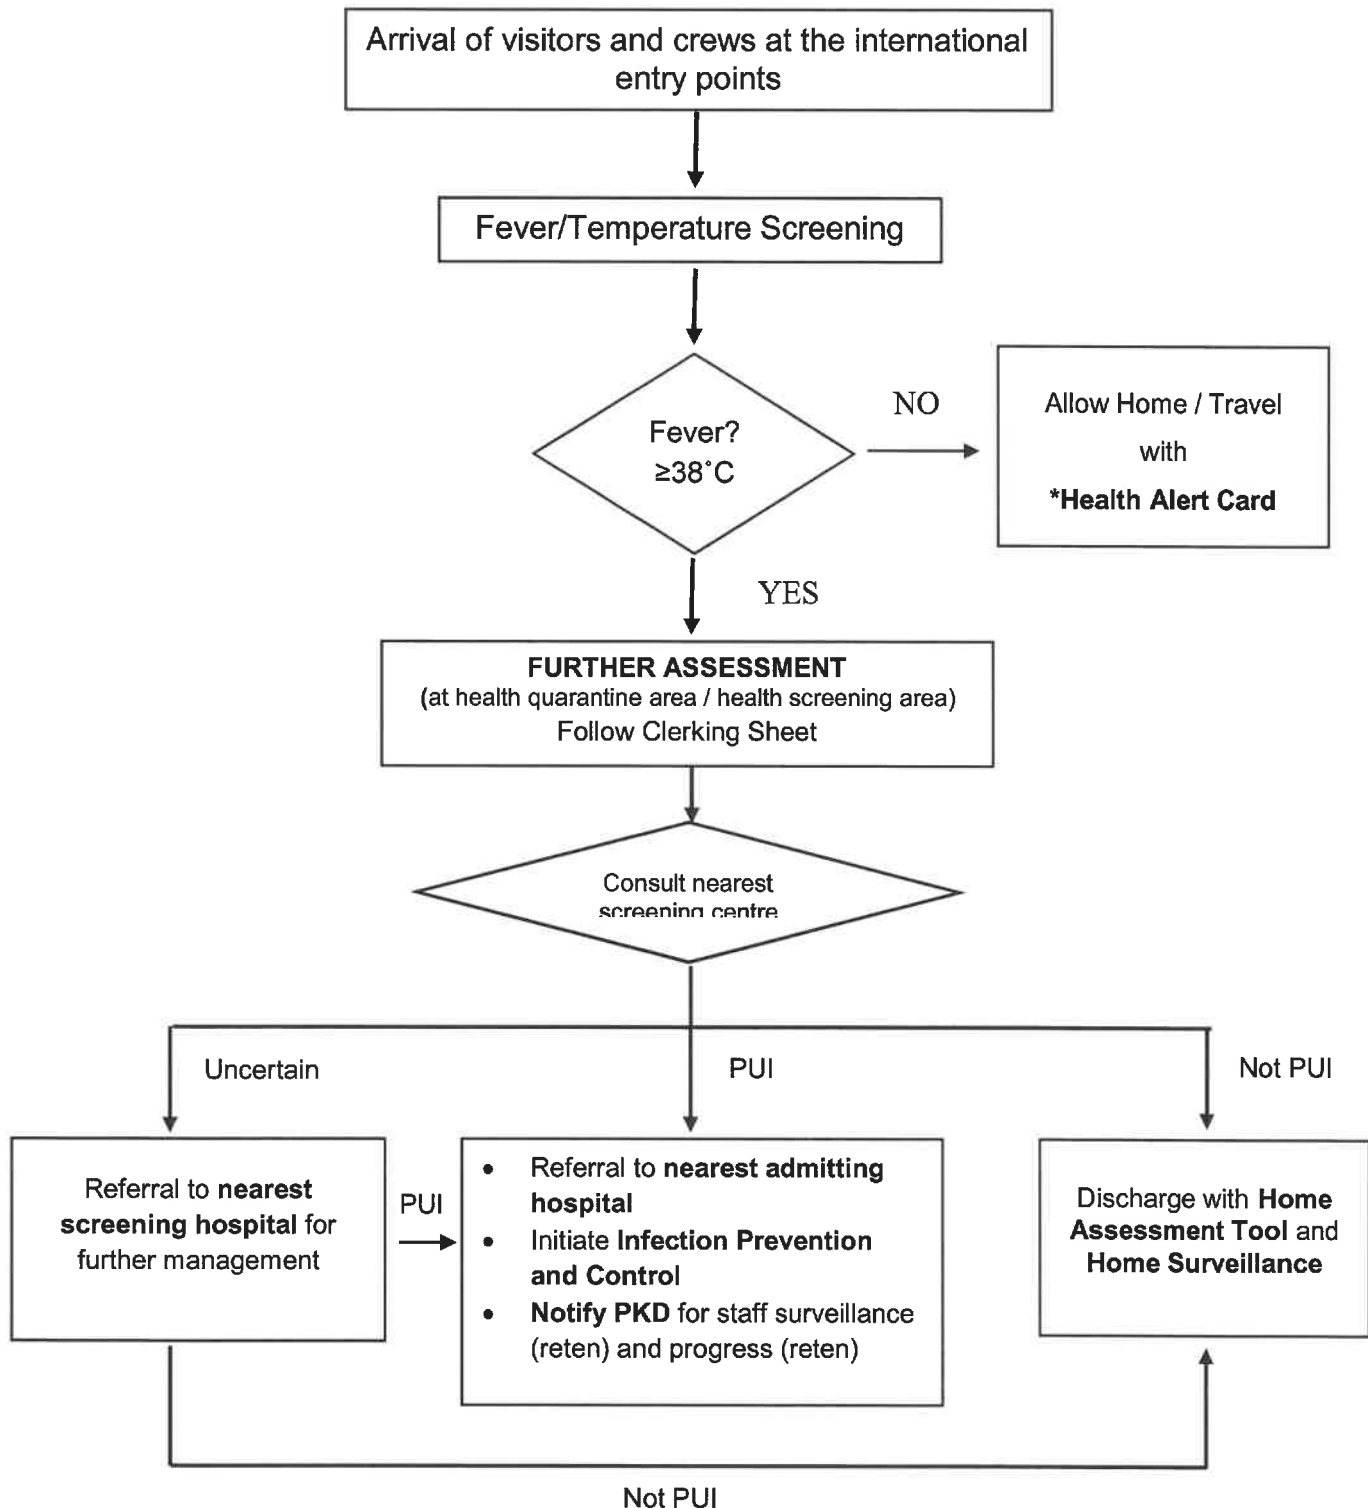 Arrival of visitors and crews at the international
entry points
Fever/Temperature Screening
Fever?
≥38˚C
NO
Allow Home / Travel
with
*Health Alert Card
YES
FURTHER ASSESSMENT
(at health quarantine area / health screening area)
Follow Clerking Sheet
Consult nearest
screening centre
Uncertain
PUI
Not PUI
Referral to nearest
screening hospital for
further management
PUI
• Referral to nearest admitting
hospital
• Initiate Infection Prevention
and Control
• Notify PKD for staff surveillance
(reten) and progress (reten)
Discharge with Home
Assessment Tool and
Home Surveillance
Not PUI